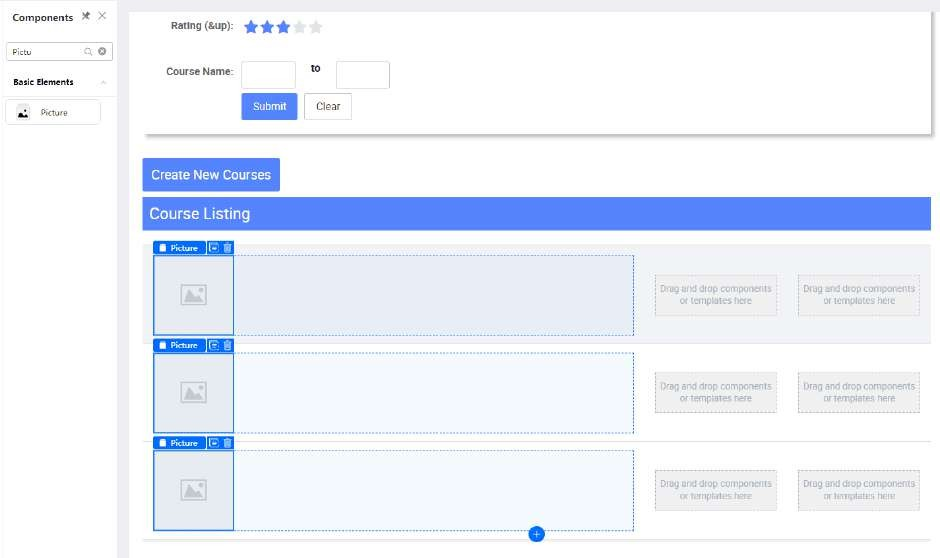 Components
Pictu
Basic Elements
Picture
Rating (&up):
Course Name:
to
Submit
Clear
Create New Courses
Course Listing
Picture
Drag and drop components
or templates here
Drag and drop components
or templates here
Picture
Drag and drop components
or templates here
Drag and drop components
or templates here
Picture
Drag and drop components
or templates here
Drag and drop components
or templates here